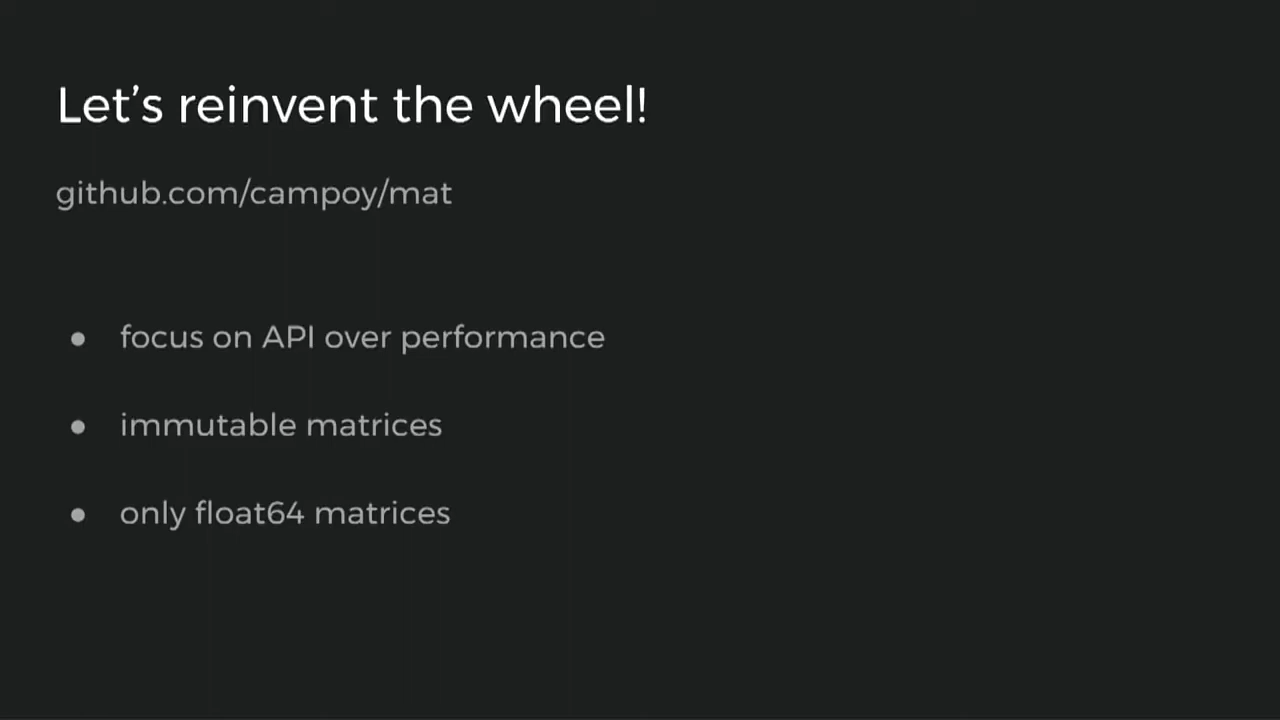 Let's reinvent the wheel!
github.com/campoy/mat
● focus on API over performance
● immutable matrices
● only float64 matrices